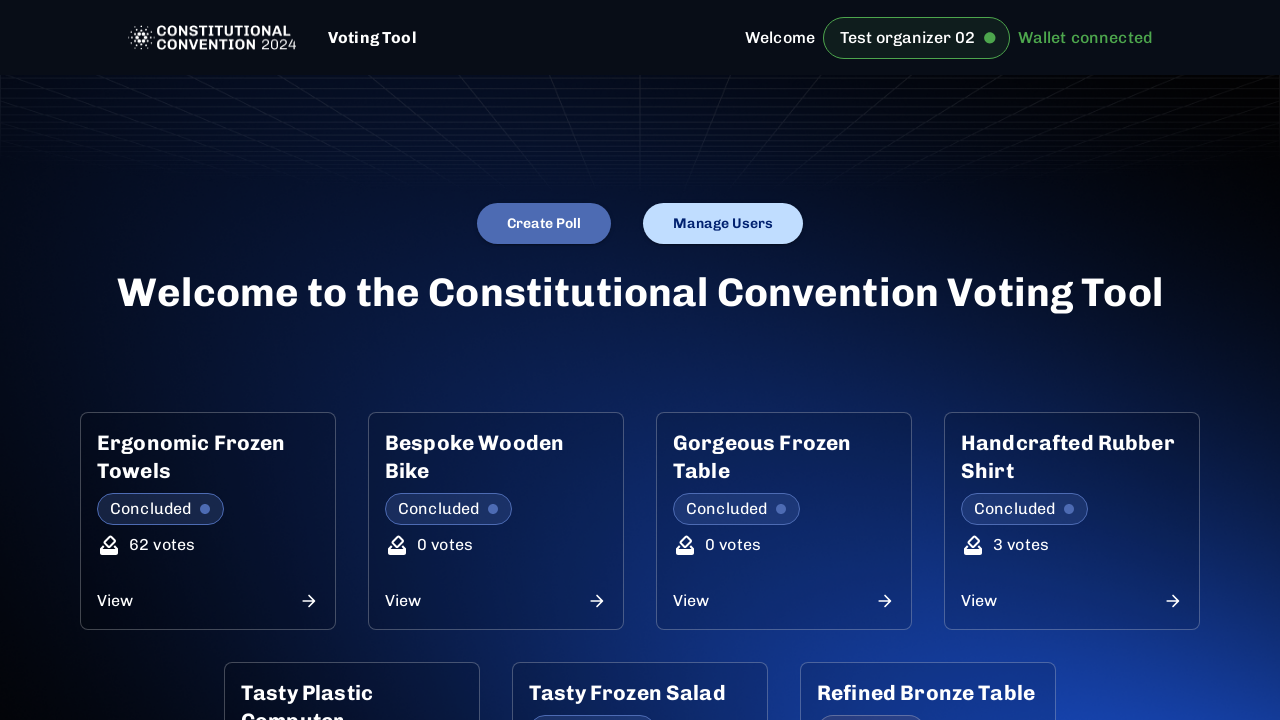 CONSTITUTIONAL
CONVENTION 2024
Voting Tool
Welcome
Test organizer 02
Wallet connected
Create Poll
Manage Users
Welcome to the Constitutional Convention Voting Tool
Ergonomic Frozen
Towels
Concluded
62 votes
View
Bespoke Wooden
Bike
Concluded
0 votes
View
Gorgeous Frozen
Table
Concluded
0 votes
View
Handcrafted Rubber
Shirt
Concluded
3 votes
View
Tasty Plastic
Computer
Tasty Frozen Salad
Refined Bronze Table